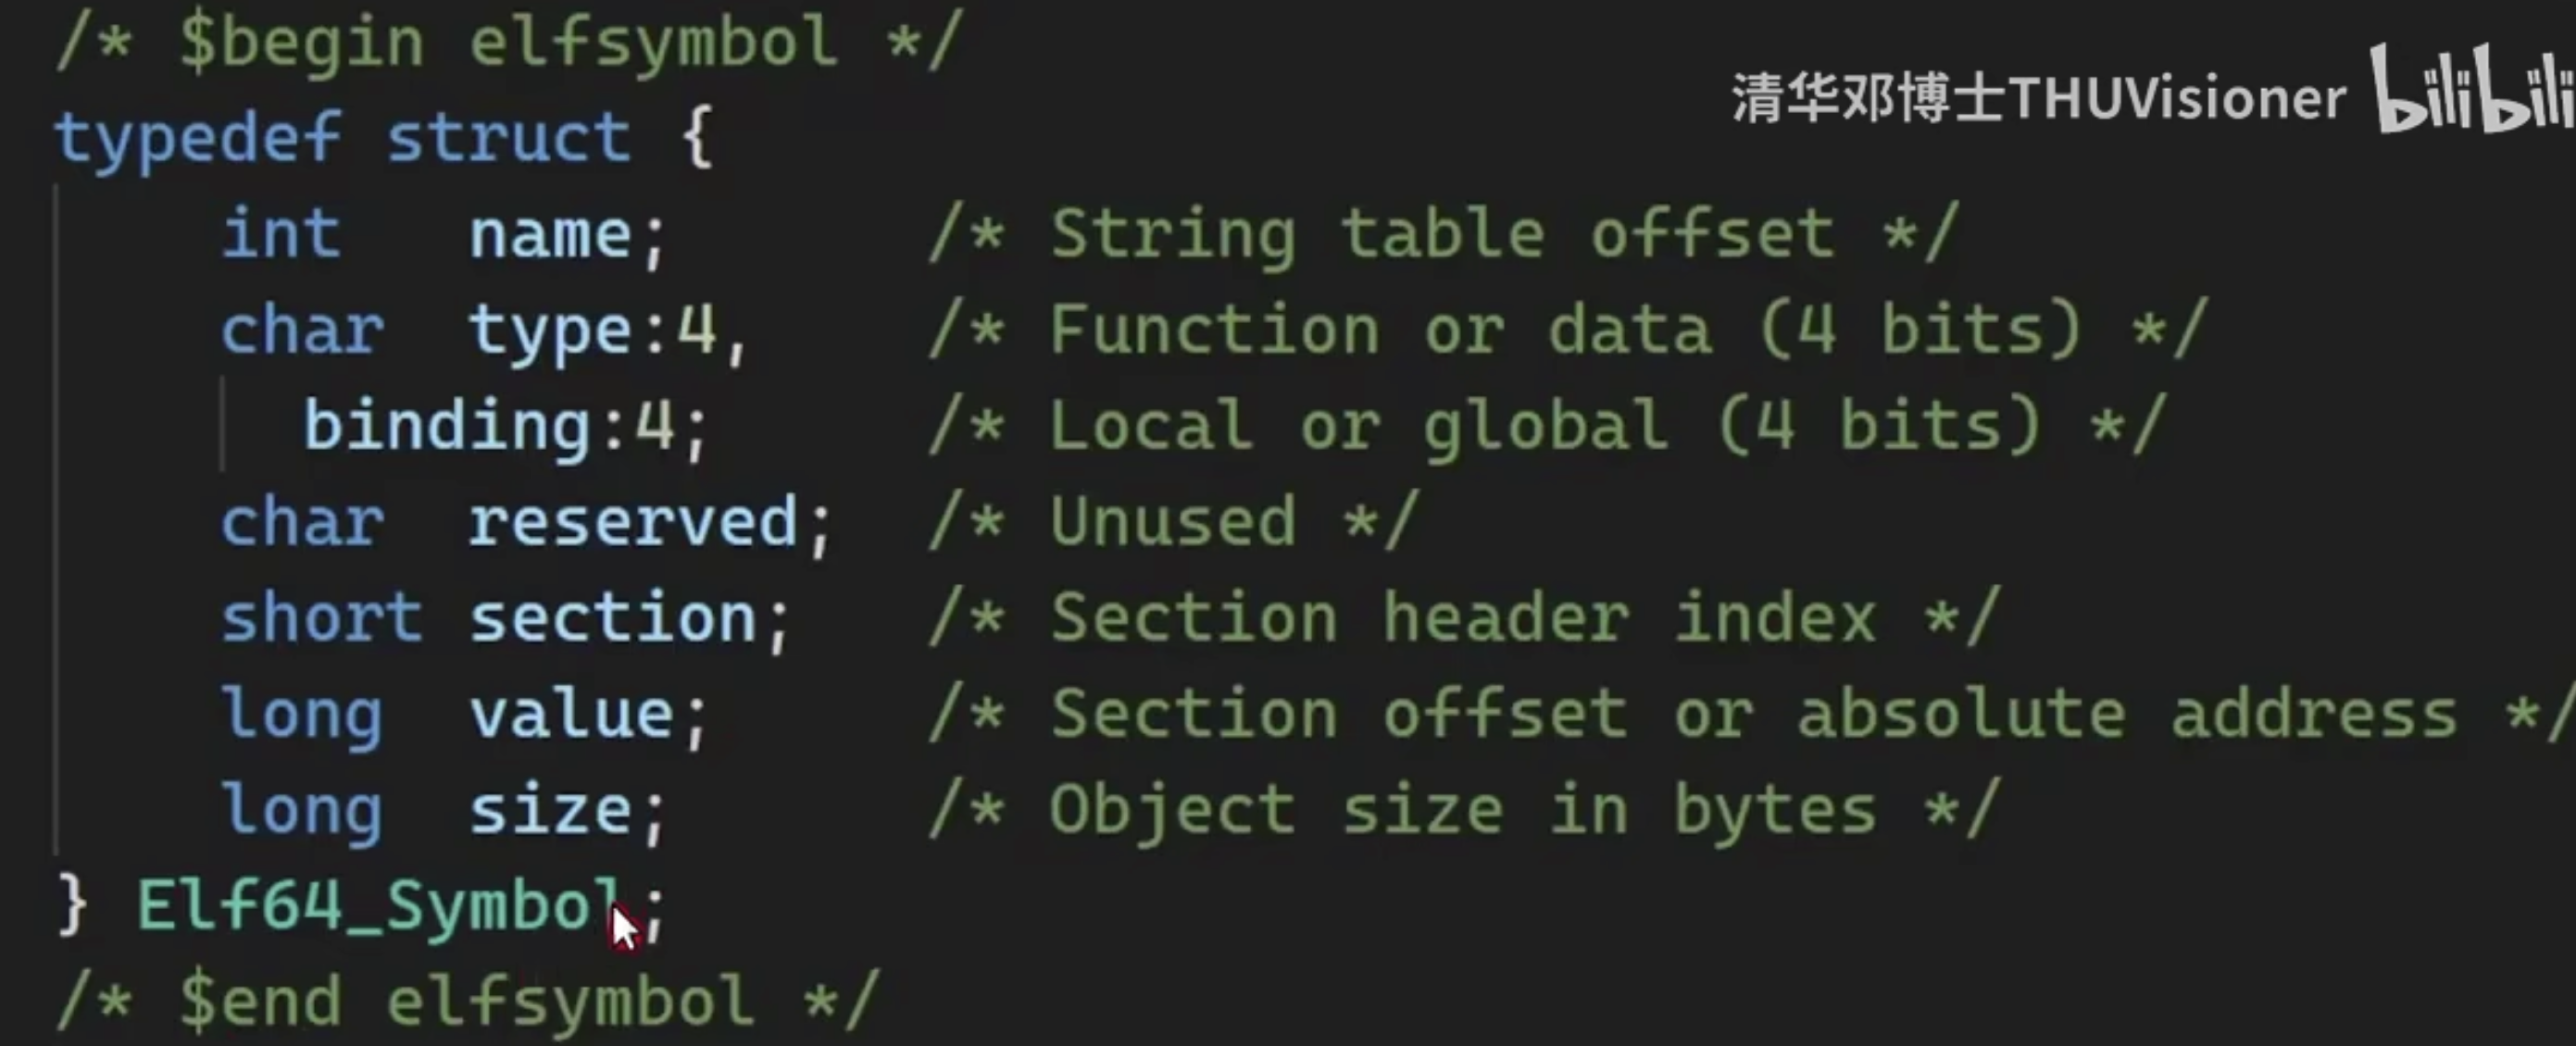 /* $begin elfsymbol */
清华邓博士THUVisioner bilibili
typedef struct {
int name; /* String table offset */
char type:4, /* Function or data (4 bits) */
binding:4; /* Local or global (4 bits) */
char reserved; /* Unused */
short section; /* Section header index */
long value; /* Section offset or absolute address */
long size; /* Object size in bytes */
} Elf64_Symbol;
/* $end elfsymbol */